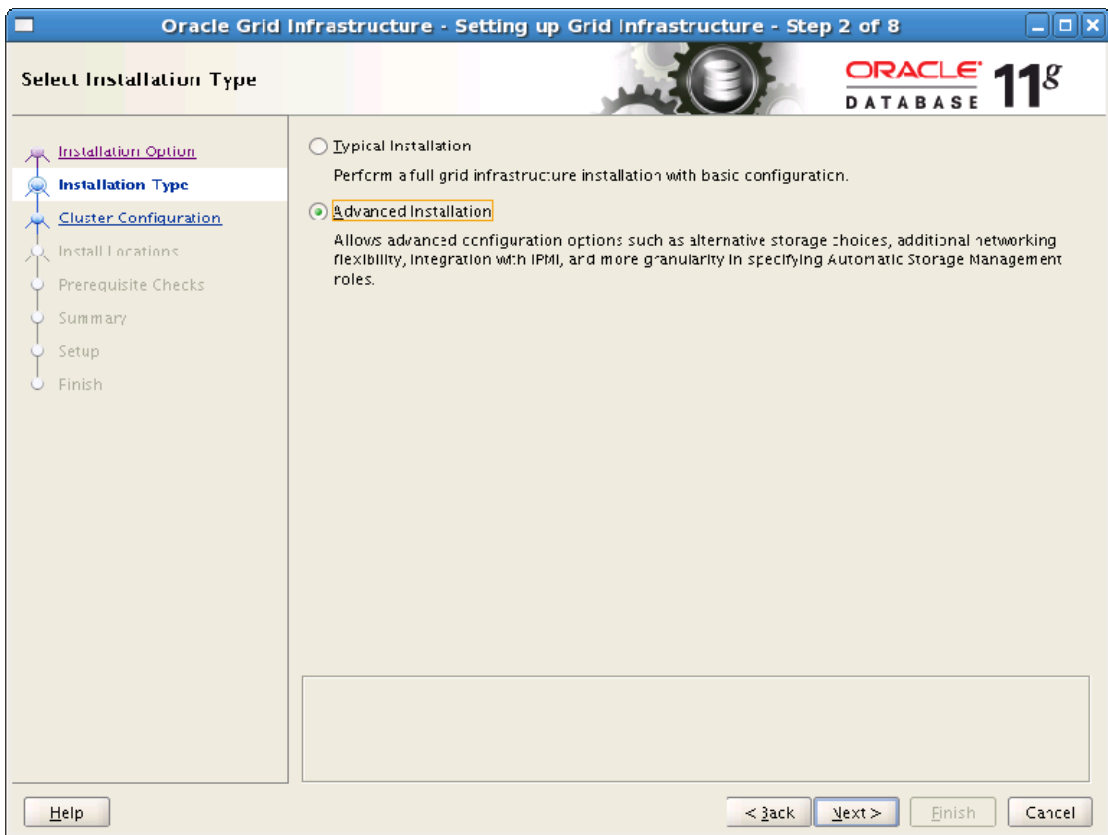 Oracle Grid Infrastructure - Setting up Grid Infrastructure - Step 2 of 8
Select Installation Type
ORACLE
DATABASE
11g
Installation Option
Installation Type
Cluster Configuration
Install Locations
Prerequisite Checks
Summary
Setup
Finish
Typical Installation
Perform a full grid infrastructure installation with basic configuration.
Advanced Installation
Allows advanced configuration options such as alternative storage choices, additional networking
flexibility, integration with IPMI, and more granularity in specifying Automatic Storage Management
roles.
Help
< Back
Next >
Finish
Cancel